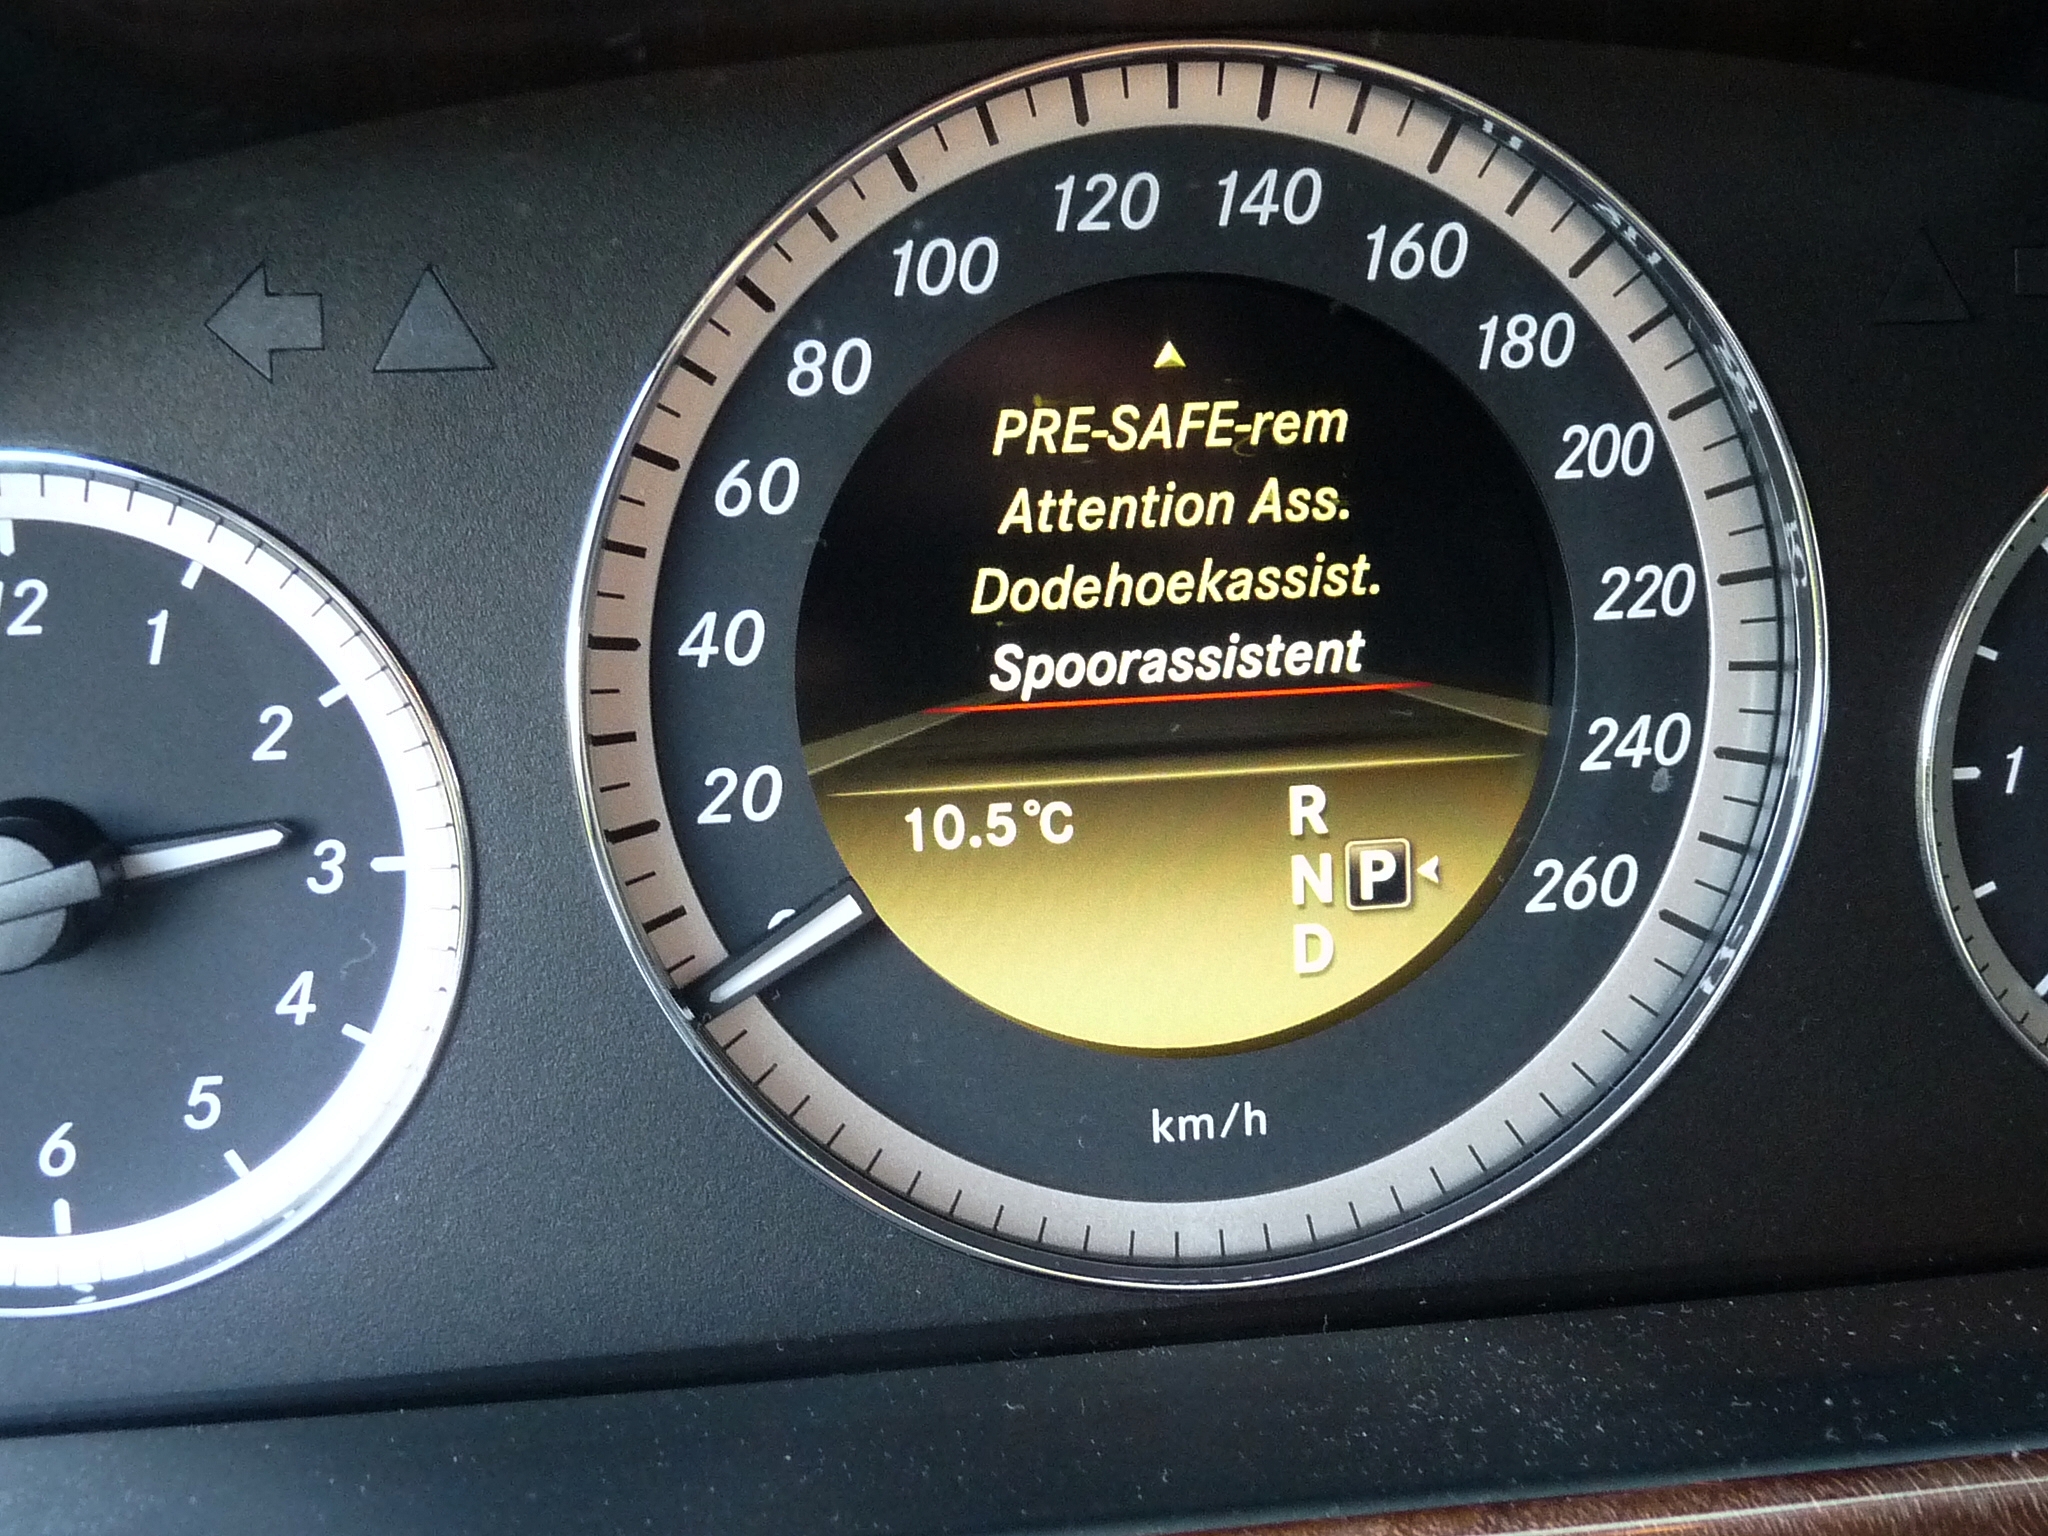 120 140
100 160
80 180
60 200
40 220
20 240
260
PRE-SAFE-rem
Attention Ass.
Dodehoekassist.
Spoorassistent
10.5°C
R
N P
D
km/h
12
1
2
3
4
5
6
1